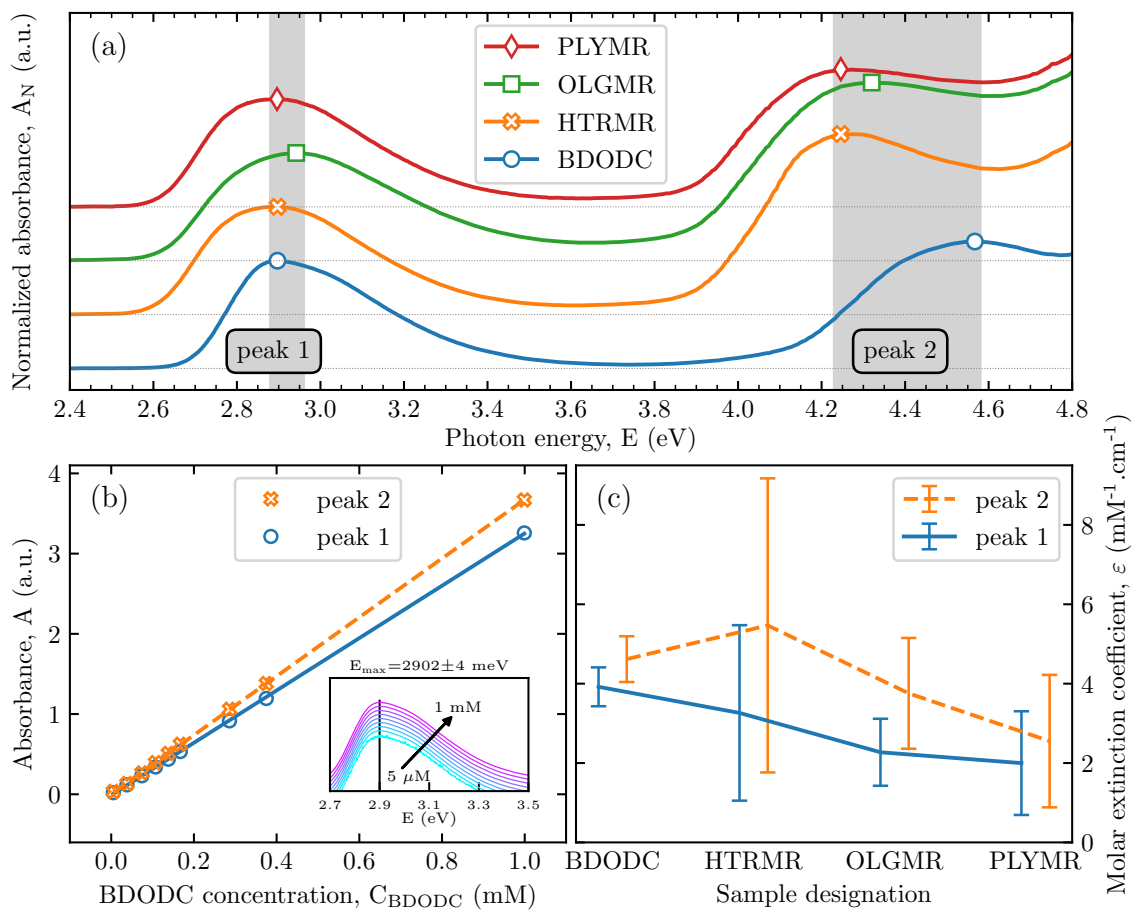 (a)
PLYMR
OLGMR
HTRMR
BDODC
peak 1
peak 2
Normalized absorbance, A_N (a.u.)
2.4 2.6 2.8 3.0 3.2 3.4 3.6 3.8 4.0 4.2 4.4 4.6 4.8
Photon energy, E (eV)
(b)
peak 2
peak 1
Absorbance, A (a.u.)
4
3
2
1
0
E_max=2902±4 meV
1 mM
5 μM
2.7 2.9 3.1 3.3 3.5
E (eV)
0.0 0.2 0.4 0.6 0.8 1.0
BDODC concentration, C_BDODC (mM)
(c)
peak 2
peak 1
8
6
4
2
0
Molar extinction coefficient, ε (mM⁻¹.cm⁻¹)
BDODC HTRMR OLGMR PLYMR
Sample designation